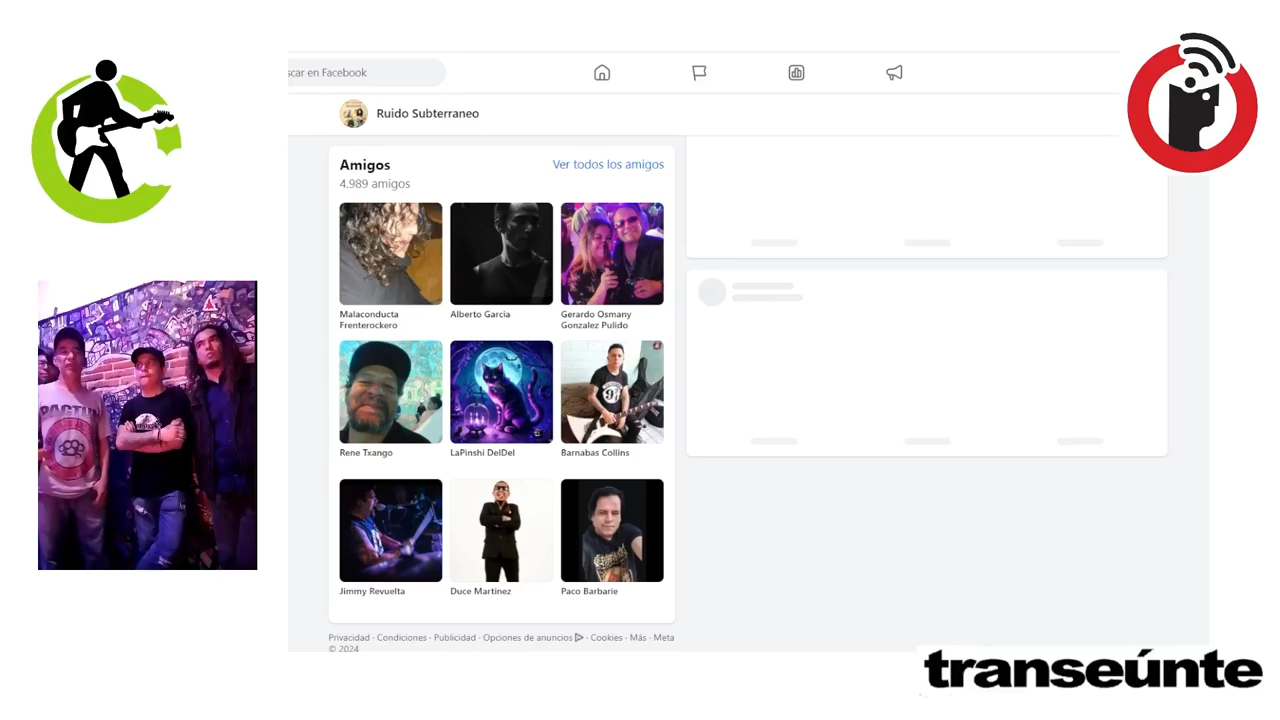 scar en Facebook
Ruido Subterraneo
Amigos
Ver todos los amigos
4.989 amigos
Malaconducta
Frenterockero
Alberto García
Gerardo Osmany
Gonzalez Pulido
Rene Txango
LaPinshi DelDel
Barnabas Collins
Jimmy Revuelta
Duce Martinez
Paco Barbarie
Privacidad · Condiciones · Publicidad · Opciones de anuncios · Cookies · Más · Meta
© 2024
transeúnte